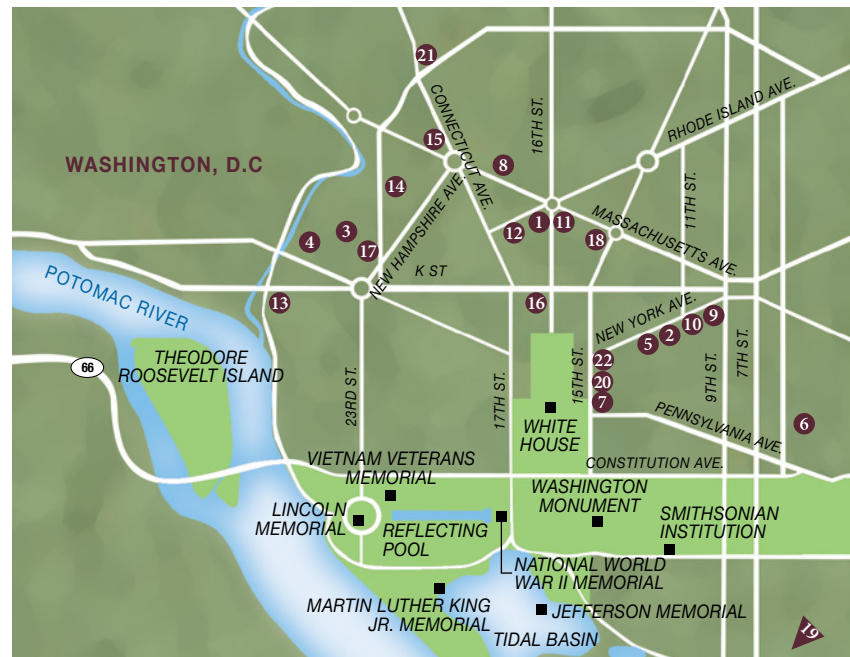 21
CONNECTICUT AVE.
16TH ST.
RHODE ISLAND AVE.
15
8
WASHINGTON, D.C
14
11TH ST.
NEW HAMPSHIRE AVE.
12
1
11
MASSACHUSETTS AVE.
4
3
17
18
K ST
POTOMAC RIVER
13
16
NEW YORK AVE.
9
10
2
5
66
THEODORE
ROOSEVELT ISLAND
23RD ST.
17TH ST.
15TH ST.
22
20
7
9TH ST.
7TH ST.
WHITE
HOUSE
PENNSYLVANIA AVE.
6
CONSTITUTION AVE.
VIETNAM VETERANS
MEMORIAL
LINCOLN
MEMORIAL
REFLECTING
POOL
WASHINGTON
MONUMENT
SMITHSONIAN
INSTITUTION
NATIONAL WORLD
WAR II MEMORIAL
MARTIN LUTHER KING
JR. MEMORIAL
JEFFERSON MEMORIAL
TIDAL BASIN
19